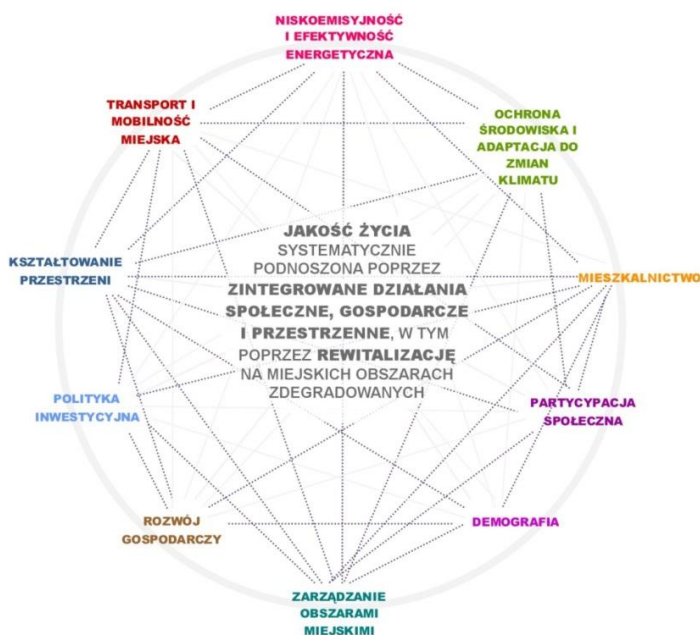 NISKOEMISYJNOŚĆ
I EFEKTYWNOŚĆ
ENERGETYCZNA
TRANSPORT I
MOBILNOŚĆ
MIEJSKA
OCHRONA
ŚRODOWISKA I
ADAPTACJA DO
ZMIAN
KLIMATU
KSZTAŁTOWANIE
PRZESTRZENI
JAKOŚĆ ŻYCIA
SYSTEMATYCZNIE
PODNOSZONA POPRZEZ
ZINTEGROWANE DZIAŁANIA
SPOŁECZNE, GOSPODARCZE
I PRZESTRZENNE, W TYM
POPRZEZ REWITALIZACJĘ
NA MIEJSKICH OBSZARACH
ZDEGRADOWANYCH
MIESZKALNICTWO
POLITYKA
INWESTYCYJNA
PARTYCYPACJA
SPOŁECZNA
ROZWÓJ
GOSPODARCZY
DEMOGRAFIA
ZARZĄDZANIE
OBSZARAMI
MIEJSKIMI